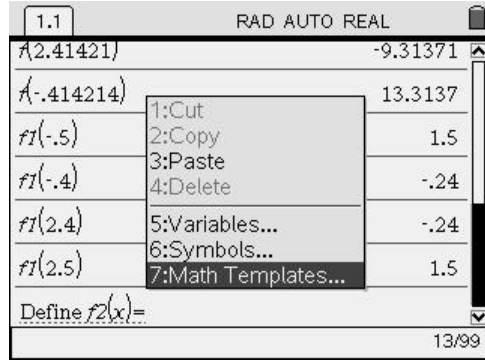 1.1 RAD AUTO REAL
f(2.41421) -9.31371
f(-.414214) 13.3137
f1(-.5) 1.5
f1(-.4) -.24
f1(2.4) -.24
f1(2.5) 1.5
Define f2(x)=
1:Cut
2:Copy
3:Paste
4:Delete
5:Variables...
6:Symbols...
7:Math Templates...
13/99